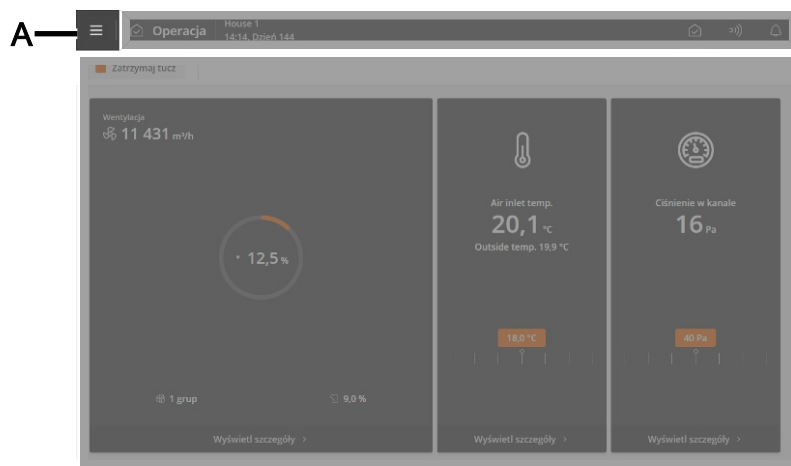 A
Operacja
House 1
14:14, Dzień 144
Zatrzymaj tucz
Wentylacja
11 431 m³/h
12,5 %
1 grup
9,0 %
Wyświetl szczegóły
Air inlet temp.
20,1 °C
Outside temp. 19,9 °C
18,0 °C
Wyświetl szczegóły
Ciśnienie w kanale
16 Pa
40 Pa
Wyświetl szczegóły